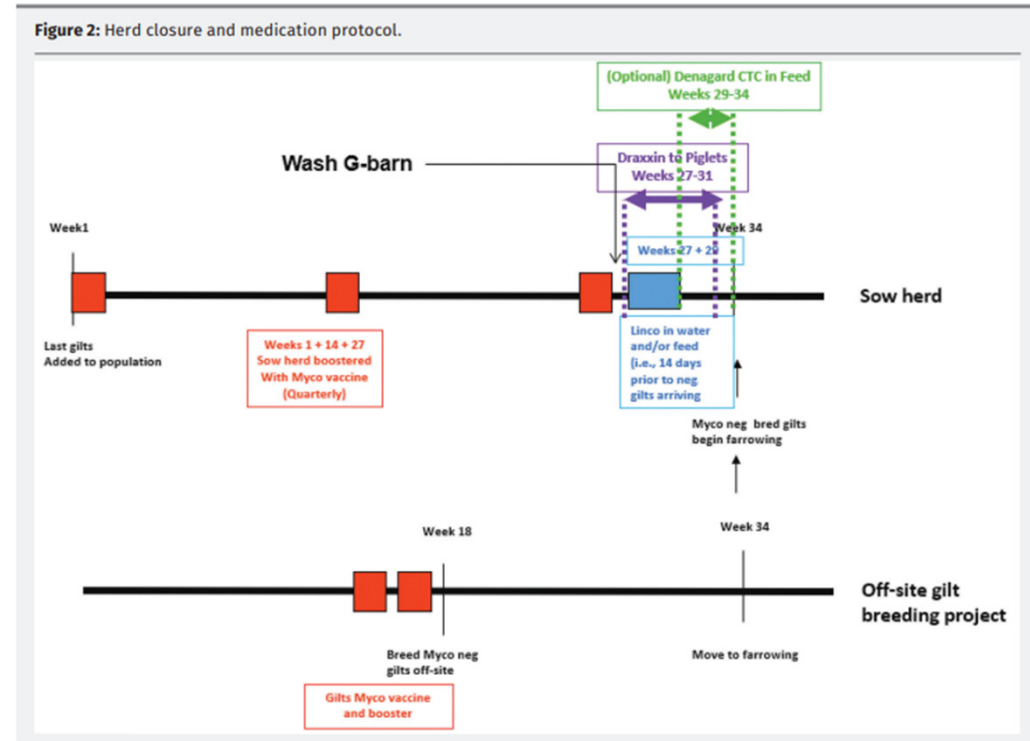 Figure 2: Herd closure and medication protocol.
(Optional) Denagard CTC in Feed
Weeks 29-34
Wash G-barn
Draxxin to Piglets
Weeks 27-31
Week1
Week 34
Weeks 27 + 29
Sow herd
Last gilts
Added to population
Weeks 1 + 14 + 27
Sow herd boostered
With Myco vaccine
(Quarterly)
Linco in water
and/or feed
(i.e., 14 days
prior to neg
gilts arriving
Myco neg bred gilts
begin farrowing
Week 18
Week 34
Off-site gilt
breeding project
Breed Myco neg
gilts off-site
Move to farrowing
Gilts Myco vaccine
and booster